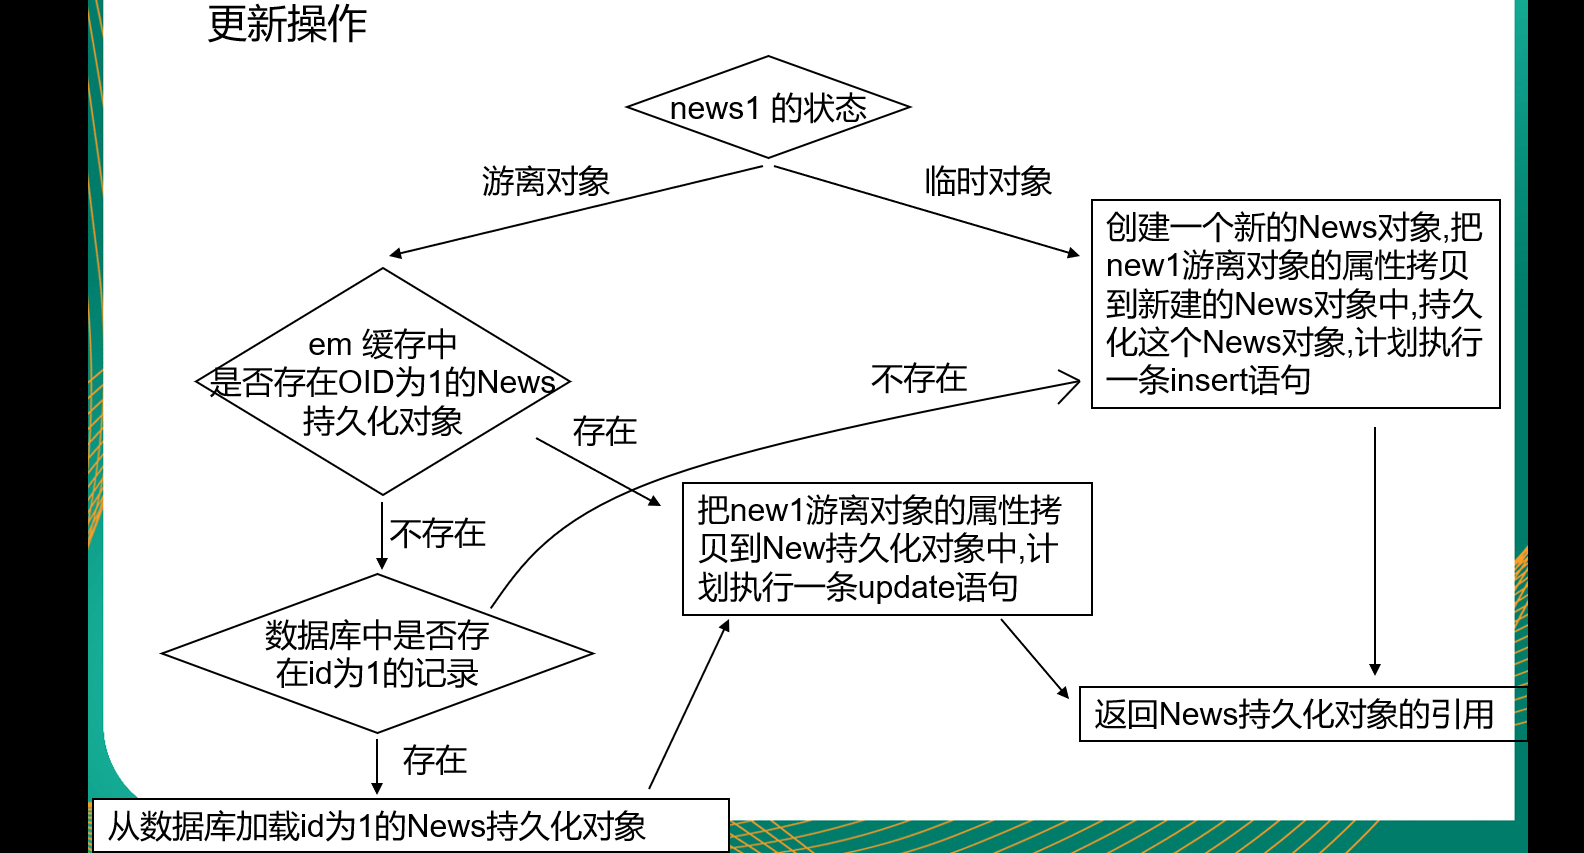 更新操作
news1 的状态
游离对象
临时对象
创建一个新的News对象,把
new1游离对象的属性拷贝
到新建的News对象中,持久
化这个News对象,计划执行
一条insert语句
em 缓存中
是否存在OID为1的News
持久化对象
不存在
存在
把new1游离对象的属性拷
贝到New持久化对象中,计
划执行一条update语句
不存在
数据库中是否存
在id为1的记录
返回News持久化对象的引用
存在
从数据库加载id为1的News持久化对象